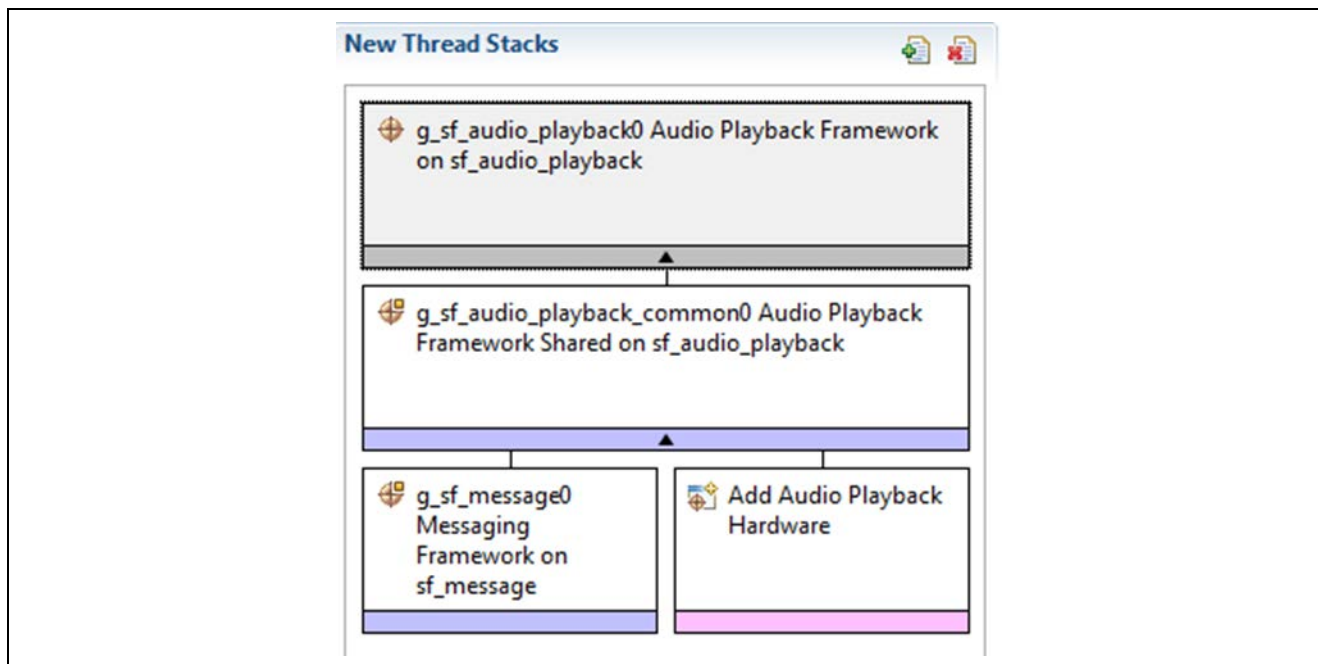 New Thread Stacks
g_sf_audio_playback0 Audio Playback Framework
on sf_audio_playback
g_sf_audio_playback_common0 Audio Playback
Framework Shared on sf_audio_playback
g_sf_message0
Messaging
Framework on
sf_message
Add Audio Playback
Hardware